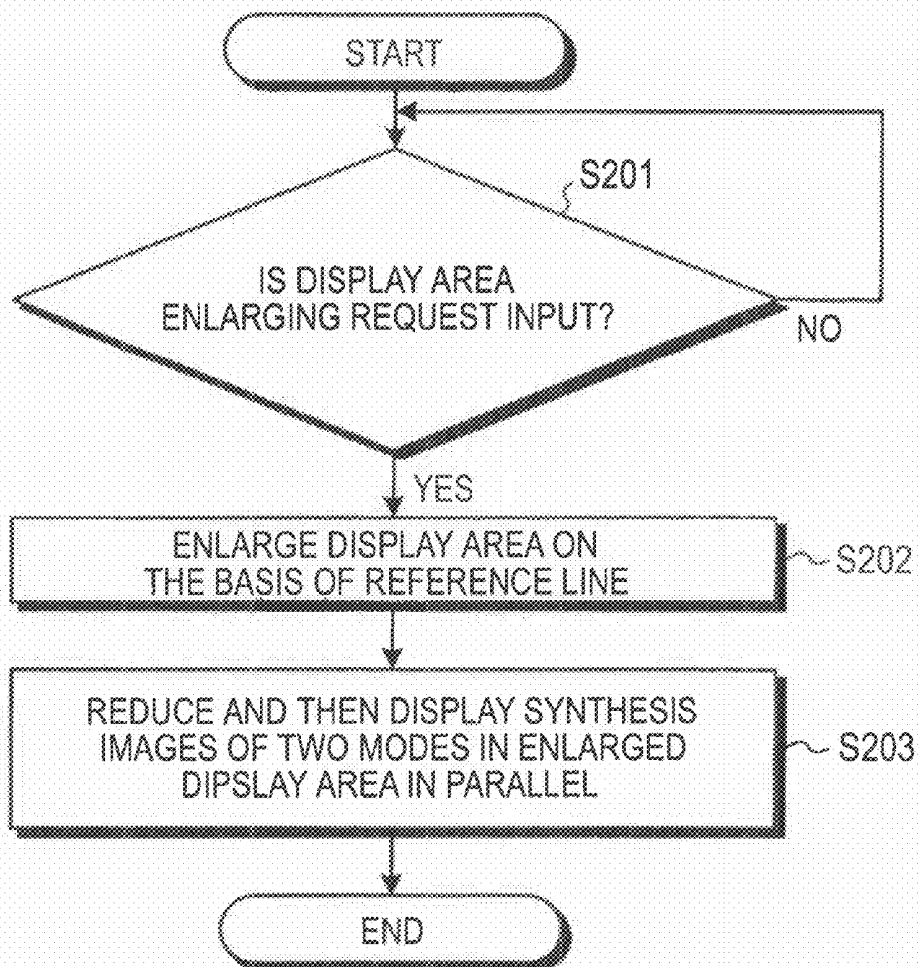 START
S201
IS DISPLAY AREA
ENLARGING REQUEST INPUT?
NO
YES
ENLARGE DISPLAY AREA ON
THE BASIS OF REFERENCE LINE
S202
REDUCE AND THEN DISPLAY SYNTHESIS
IMAGES OF TWO MODES IN ENLARGED
DIPSLAY AREA IN PARALLEL
S203
END